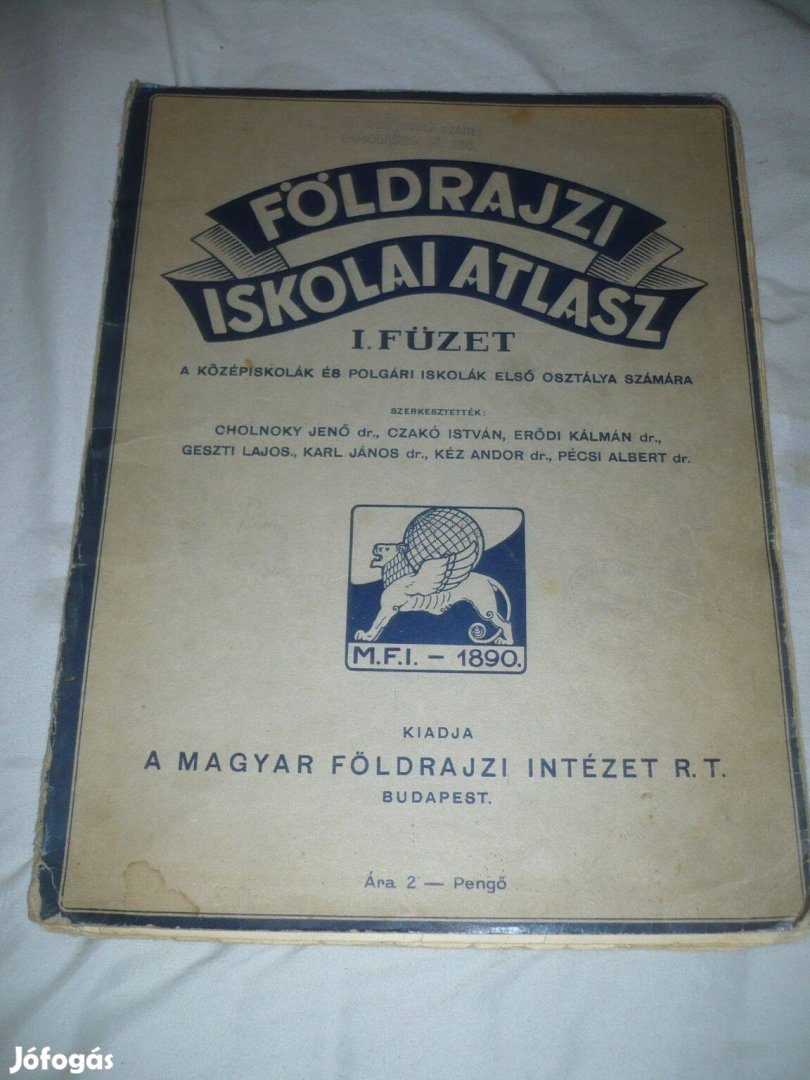 FÖLDRAJZI
ISKOLAI ATLASZ
I. FÜZET
A KÖZÉPISKOLÁK ÉS POLGÁRI ISKOLÁK ELSŐ OSZTÁLYA SZÁMÁRA
SZERKESZTETTÉK:
CHOLNOKY JENŐ dr., CZAKÓ ISTVÁN, ERŐDI KÁLMÁN dr.,
GESZTI LAJOS., KARL JÁNOS dr., KÉZ ANDOR dr., PÉCSI ALBERT dr.
M.F.I. – 1890.
KIADJA
A MAGYAR FÖLDRAJZI INTÉZET R. T.
BUDAPEST.
Ára 2 — Pengő
Jófogás